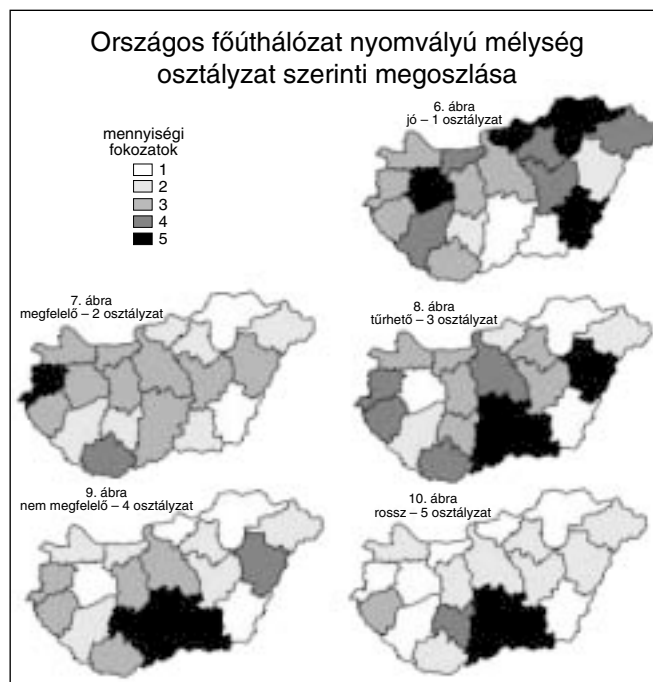 Országos főúthálózat nyomvályú mélység
osztályzat szerinti megoszlása
6. ábra
jó – 1 osztályzat
mennyiségi
fokozatok
1
2
3
4
5
7. ábra
megfelelő – 2 osztályzat
8. ábra
tűrhető – 3 osztályzat
9. ábra
nem megfelelő – 4 osztályzat
10. ábra
rossz – 5 osztályzat